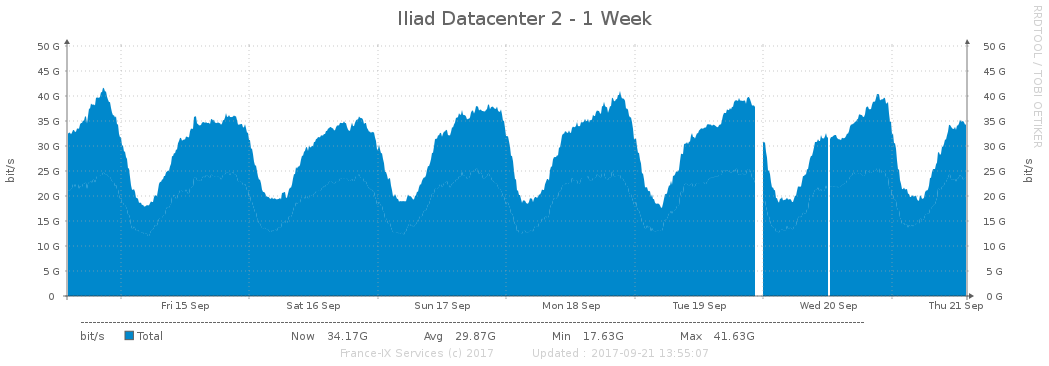 Iliad Datacenter 2 - 1 Week
RRDTOOL / TOBI OETIKER
50 G 50 G
45 G 45 G
40 G 40 G
35 G 35 G
30 G 30 G
25 G 25 G
20 G 20 G
15 G 15 G
10 G 10 G
5 G 5 G
0 0 G
bit/s bit/s
Fri 15 Sep Sat 16 Sep Sun 17 Sep Mon 18 Sep Tue 19 Sep Wed 20 Sep Thu 21 Sep
bit/s Total Now 34.17G Avg 29.87G Min 17.63G Max 41.63G
France-IX Services (c) 2017 Updated : 2017-09-21 13:55:07